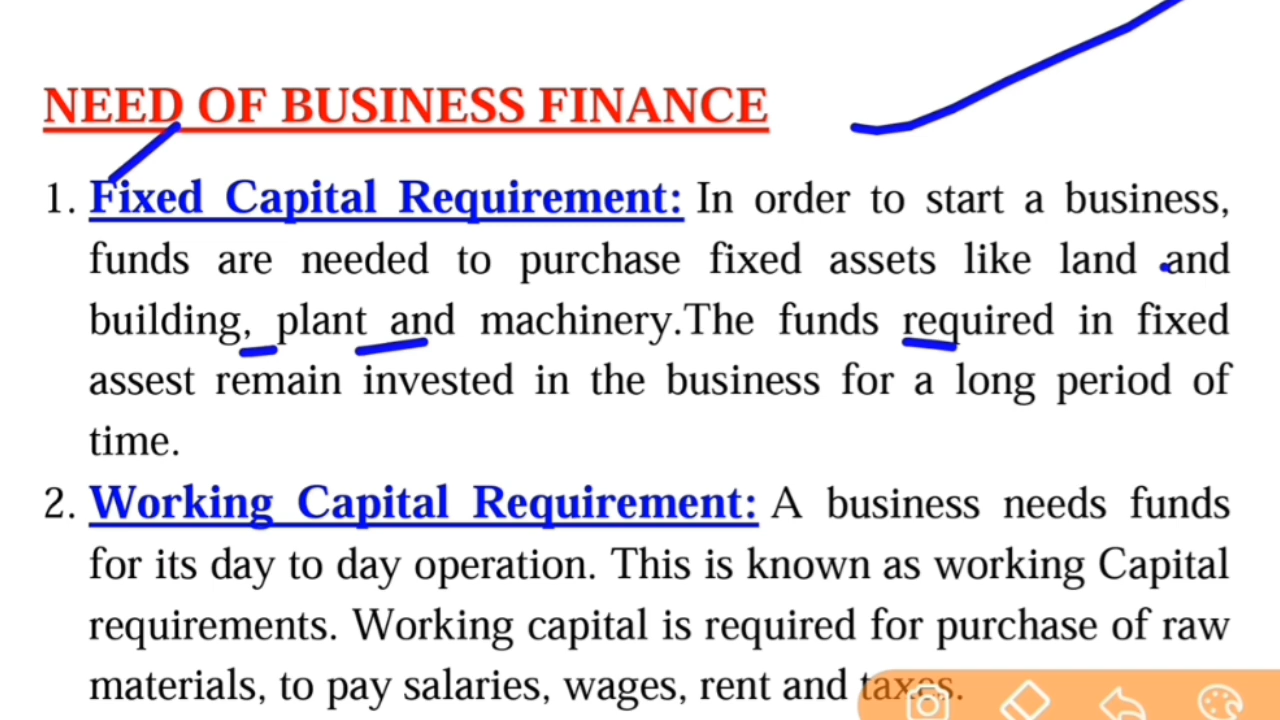 NEED OF BUSINESS FINANCE
1. Fixed Capital Requirement: In order to start a business,
funds are needed to purchase fixed assets like land and
building, plant and machinery.The funds required in fixed
assest remain invested in the business for a long period of
time.
2. Working Capital Requirement: A business needs funds
for its day to day operation. This is known as working Capital
requirements. Working capital is required for purchase of raw
materials, to pay salaries, wages, rent and taxes.